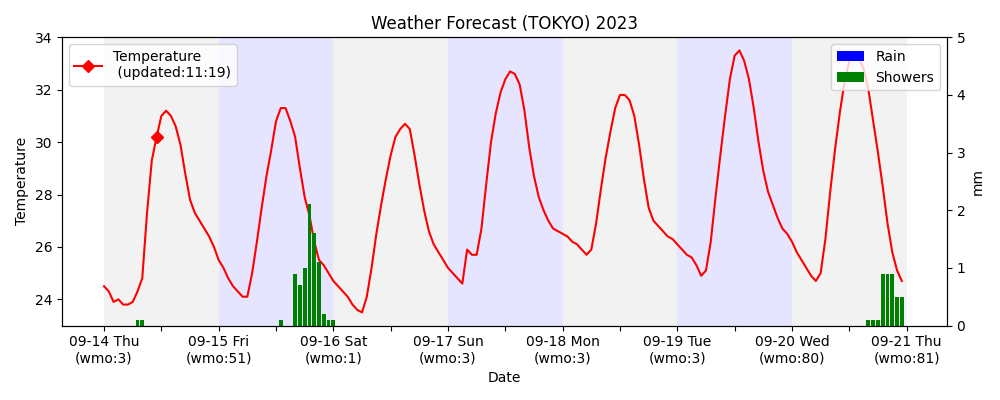 Weather Forecast (TOKYO) 2023
Temperature
(updated:11:19)
Rain
Showers
34
32
30
28
26
24
Temperature
5
4
3
2
1
0
mm
09-14 Thu
(wmo:3)
09-15 Fri
(wmo:51)
09-16 Sat
(wmo:1)
09-17 Sun
(wmo:3)
09-18 Mon
(wmo:3)
09-19 Tue
(wmo:3)
09-20 Wed
(wmo:80)
09-21 Thu
(wmo:81)
Date